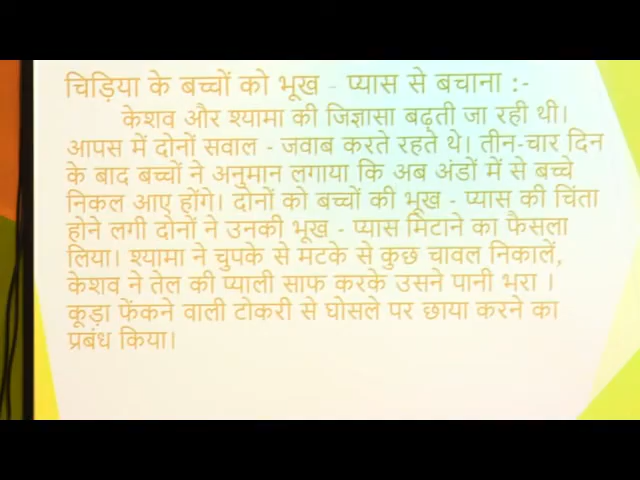 चिड़िया के बच्चों को भूख - प्यास से बचाना :-
केशव और श्यामा की जिज्ञासा बढ़ती जा रही थी।
आपस में दोनों सवाल - जवाब करते रहते थे। तीन-चार दिन
के बाद बच्चों ने अनुमान लगाया कि अब अंडों में से बच्चे
निकल आए होंगे। दोनों को बच्चों की भूख - प्यास की चिंता
होने लगी दोनों ने उनकी भूख - प्यास मिटाने का फैसला
लिया। श्यामा ने चुपके से मटके से कुछ चावल निकालें,
केशव ने तेल की प्याली साफ करके उसने पानी भरा ।
कूड़ा फेंकने वाली टोकरी से घोसले पर छाया करने का
प्रबंध किया।